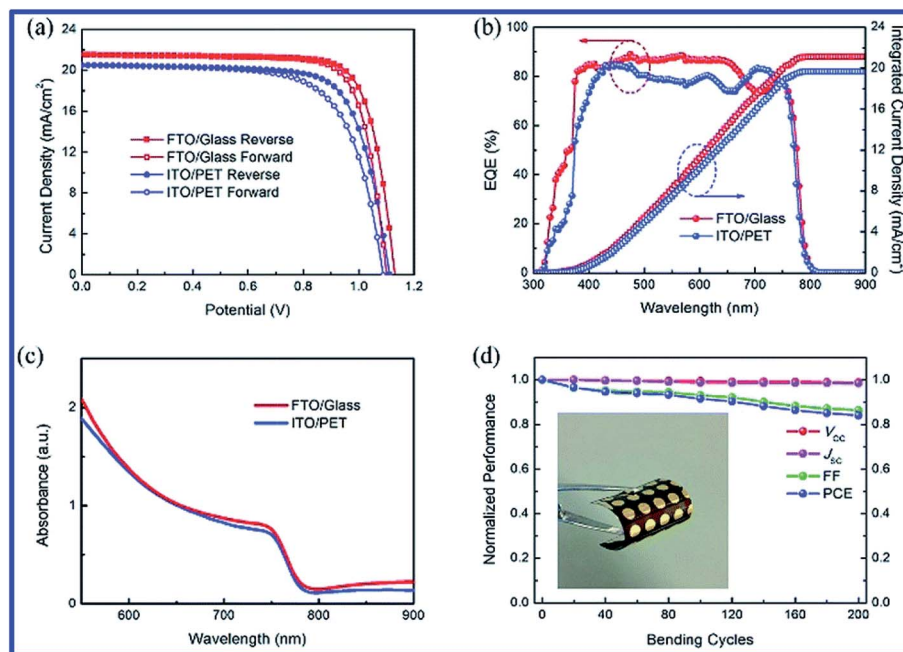 (a)
24
20
16
12
8
4
0
Current Density (mA/cm²)
FTO/Glass Reverse
FTO/Glass Forward
ITO/PET Reverse
ITO/PET Forward
0.0 0.2 0.4 0.6 0.8 1.0 1.2
Potential (V)
(b)
100
80
60
40
20
0
EQE (%)
FTO/Glass
ITO/PET
24
20
16
12
8
4
0
Integrated Current Density (mA/cm²)
300 400 500 600 700 800 900
Wavelength (nm)
(c)
2
1
0
Absorbance (a.u.)
FTO/Glass
ITO/PET
600 700 800 900
Wavelength (nm)
(d)
1.0
0.8
0.6
0.4
0.2
0.0
Normalized Performance
Voc
Jsc
FF
PCE
1.0
0.8
0.6
0.4
0.2
0.0
0 40 80 120 160 200
Bending Cycles